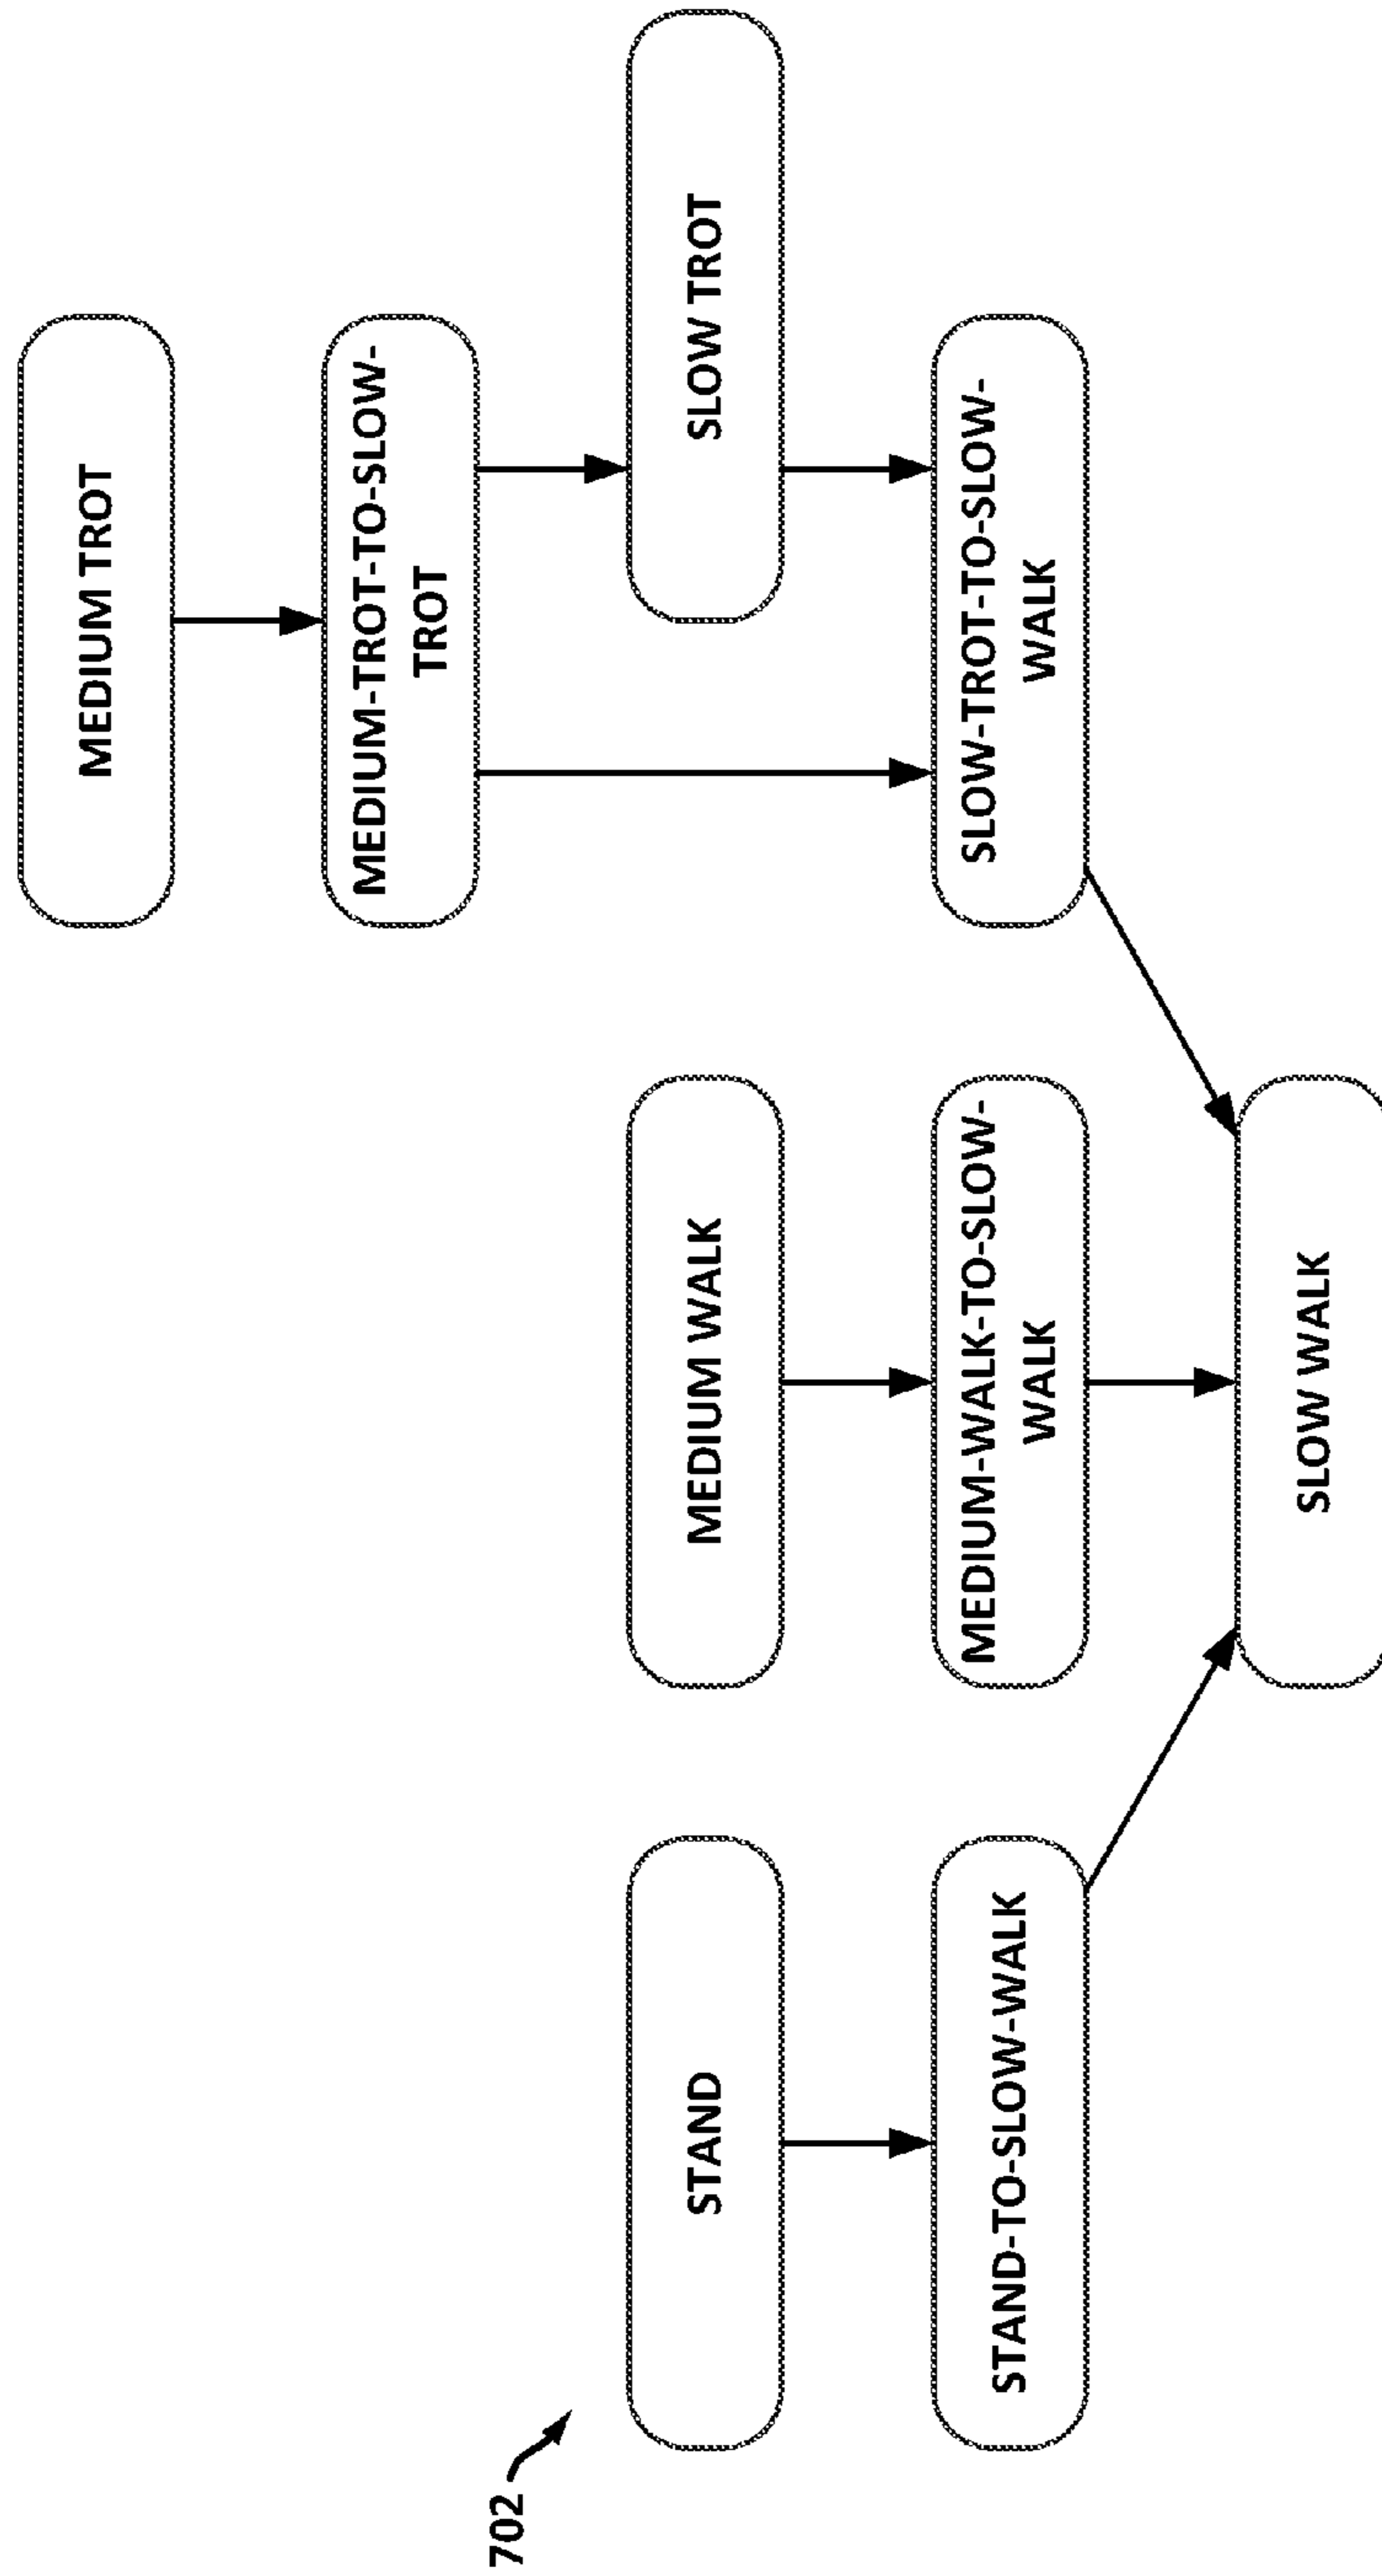 702
MEDIUM TROT
MEDIUM-TROT-TO-SLOW-
TROT
STAND
MEDIUM WALK
SLOW TROT
STAND-TO-SLOW-WALK
MEDIUM-WALK-TO-SLOW-
WALK
SLOW-TROT-TO-SLOW-
WALK
SLOW WALK